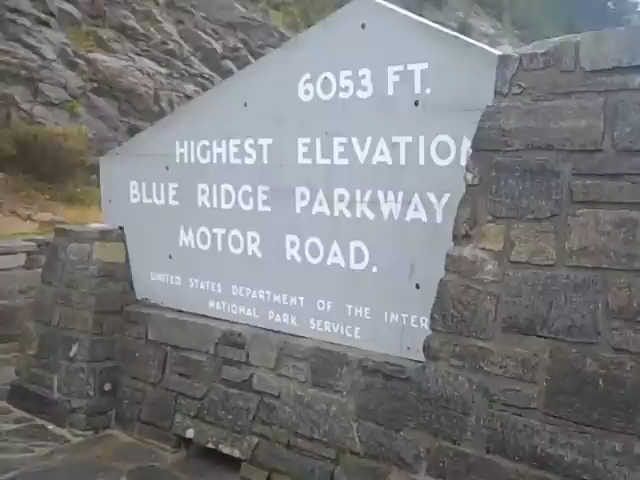 6053 FT.
HIGHEST ELEVATION
BLUE RIDGE PARKWAY
MOTOR ROAD.
UNITED STATES DEPARTMENT OF THE INTER
NATIONAL PARK SERVICE